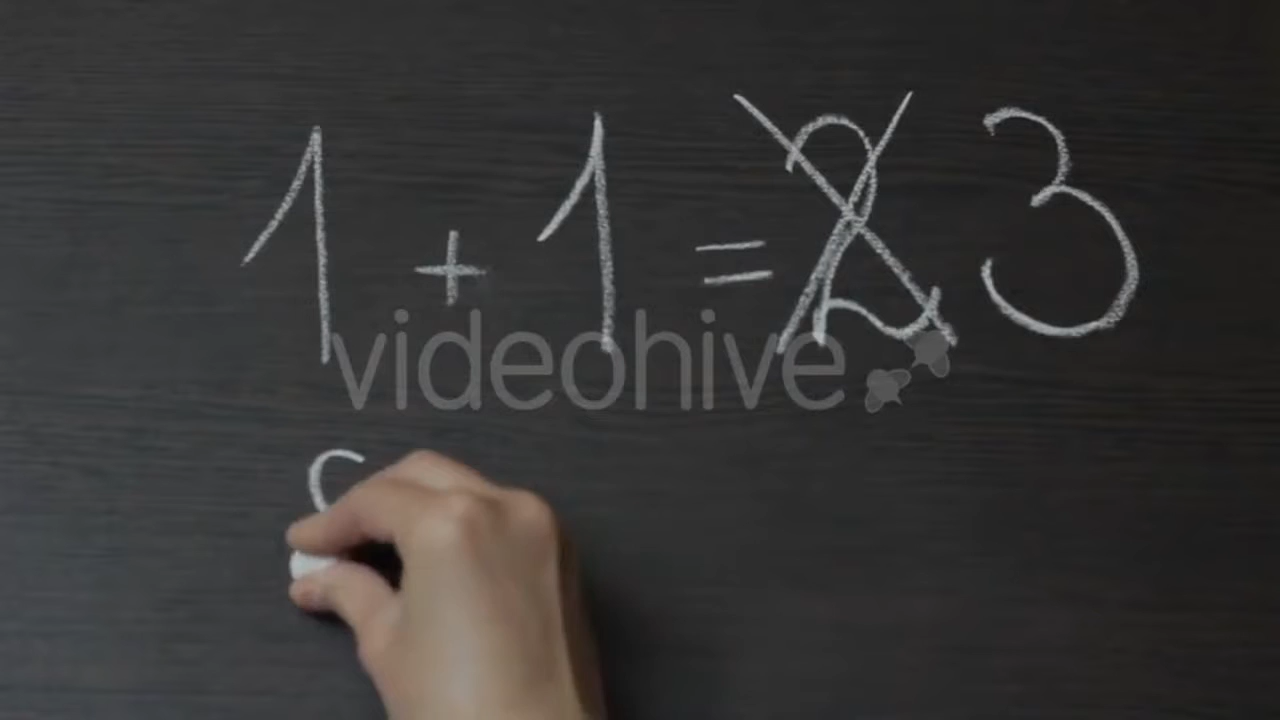 1 + 1 = 2 3
videohive